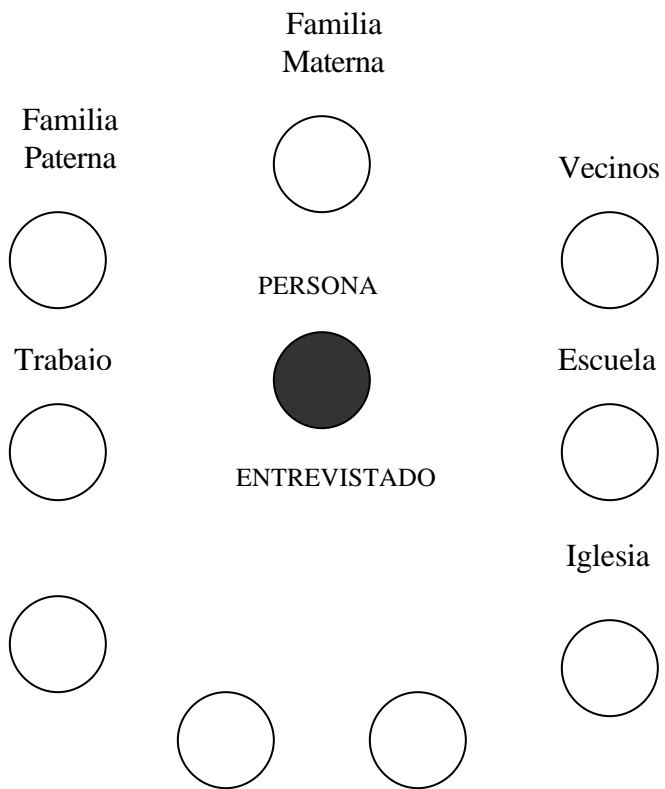 Familia
Materna
Familia
Paterna
Vecinos
PERSONA
Trabajo
Escuela
ENTREVISTADO
Iglesia